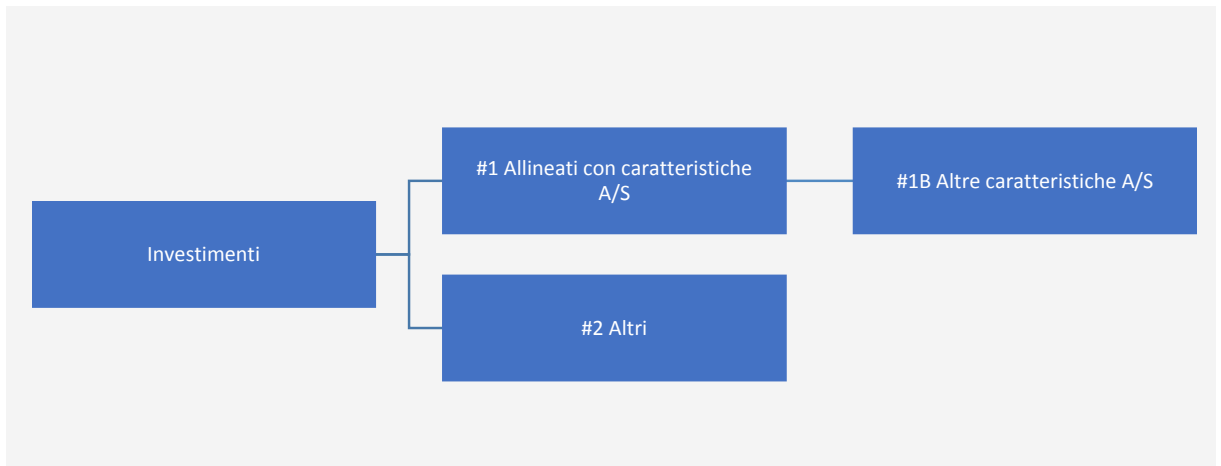 #1 Allineati con caratteristiche
A/S
#1B Altre caratteristiche A/S
Investimenti
#2 Altri